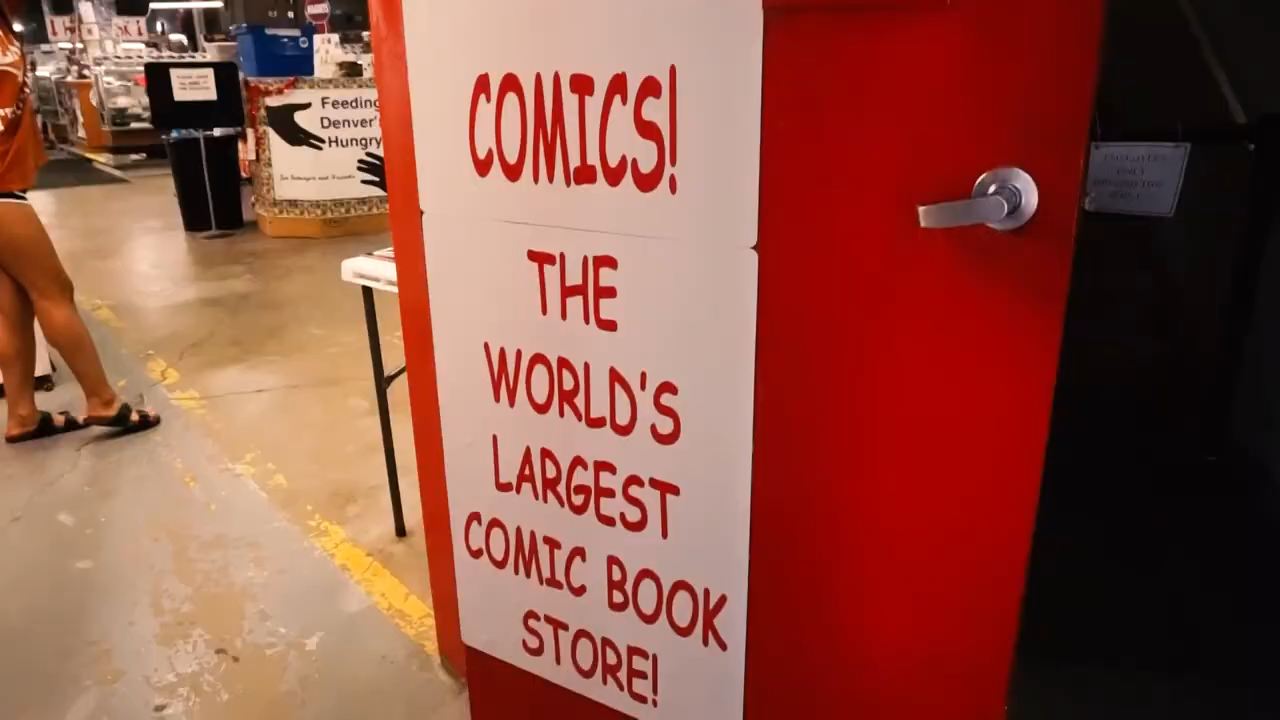 COMICS!
THE
WORLD'S
LARGEST
COMIC BOOK
STORE!
Feeding
Denver's
Hungry